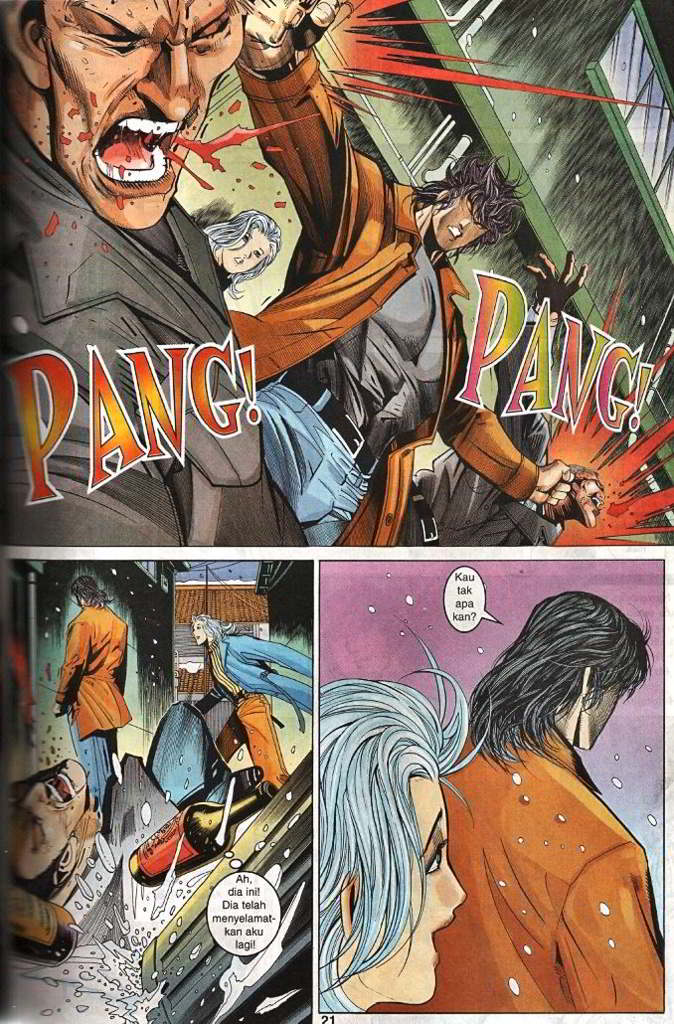 PANG!
PANG!
Ah,
dia ini!
Dia telah
menyelamat-
kan aku
lagi!
Kau
tak
apa
kan?
21